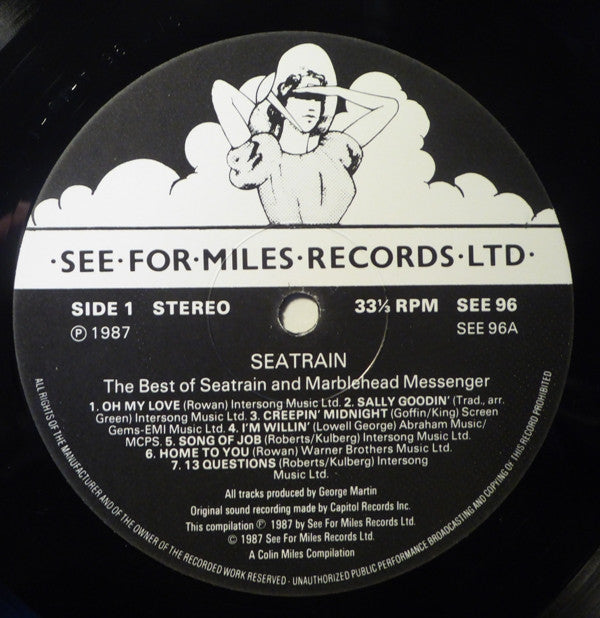 ·SEE·FOR·MILES·RECORDS·LTD·
SIDE 1 STEREO 33⅓ RPM SEE 96
℗ 1987 SEE 96A
SEATRAIN
The Best of Seatrain and Marblehead Messenger
1. OH MY LOVE (Rowan) Intersong Music Ltd. 2. SALLY GOODIN' (Trad., arr.
Green) Intersong Music Ltd. 3. CREEPIN' MIDNIGHT (Goffin/King) Screen
Gems-EMI Music Ltd. 4. I'M WILLIN' (Lowell George) Abraham Music/
MCPS. 5. SONG OF JOB (Roberts/Kulberg) Intersong Music Ltd.
6. HOME TO YOU (Rowan) Warner Brothers Music Ltd.
7. 13 QUESTIONS (Roberts/Kulberg) Intersong
Music Ltd.
All tracks produced by George Martin
Original sound recording made by Capitol Records Inc.
This compilation ℗ 1987 by See For Miles Records Ltd.
© 1987 See For Miles Records Ltd.
A Colin Miles Compilation
ALL RIGHTS OF THE MANUFACTURER AND OF THE OWNER OF THE RECORDED WORK RESERVED - UNAUTHORIZED PUBLIC PERFORMANCE BROADCASTING AND COPYING OF THIS RECORD PROHIBITED